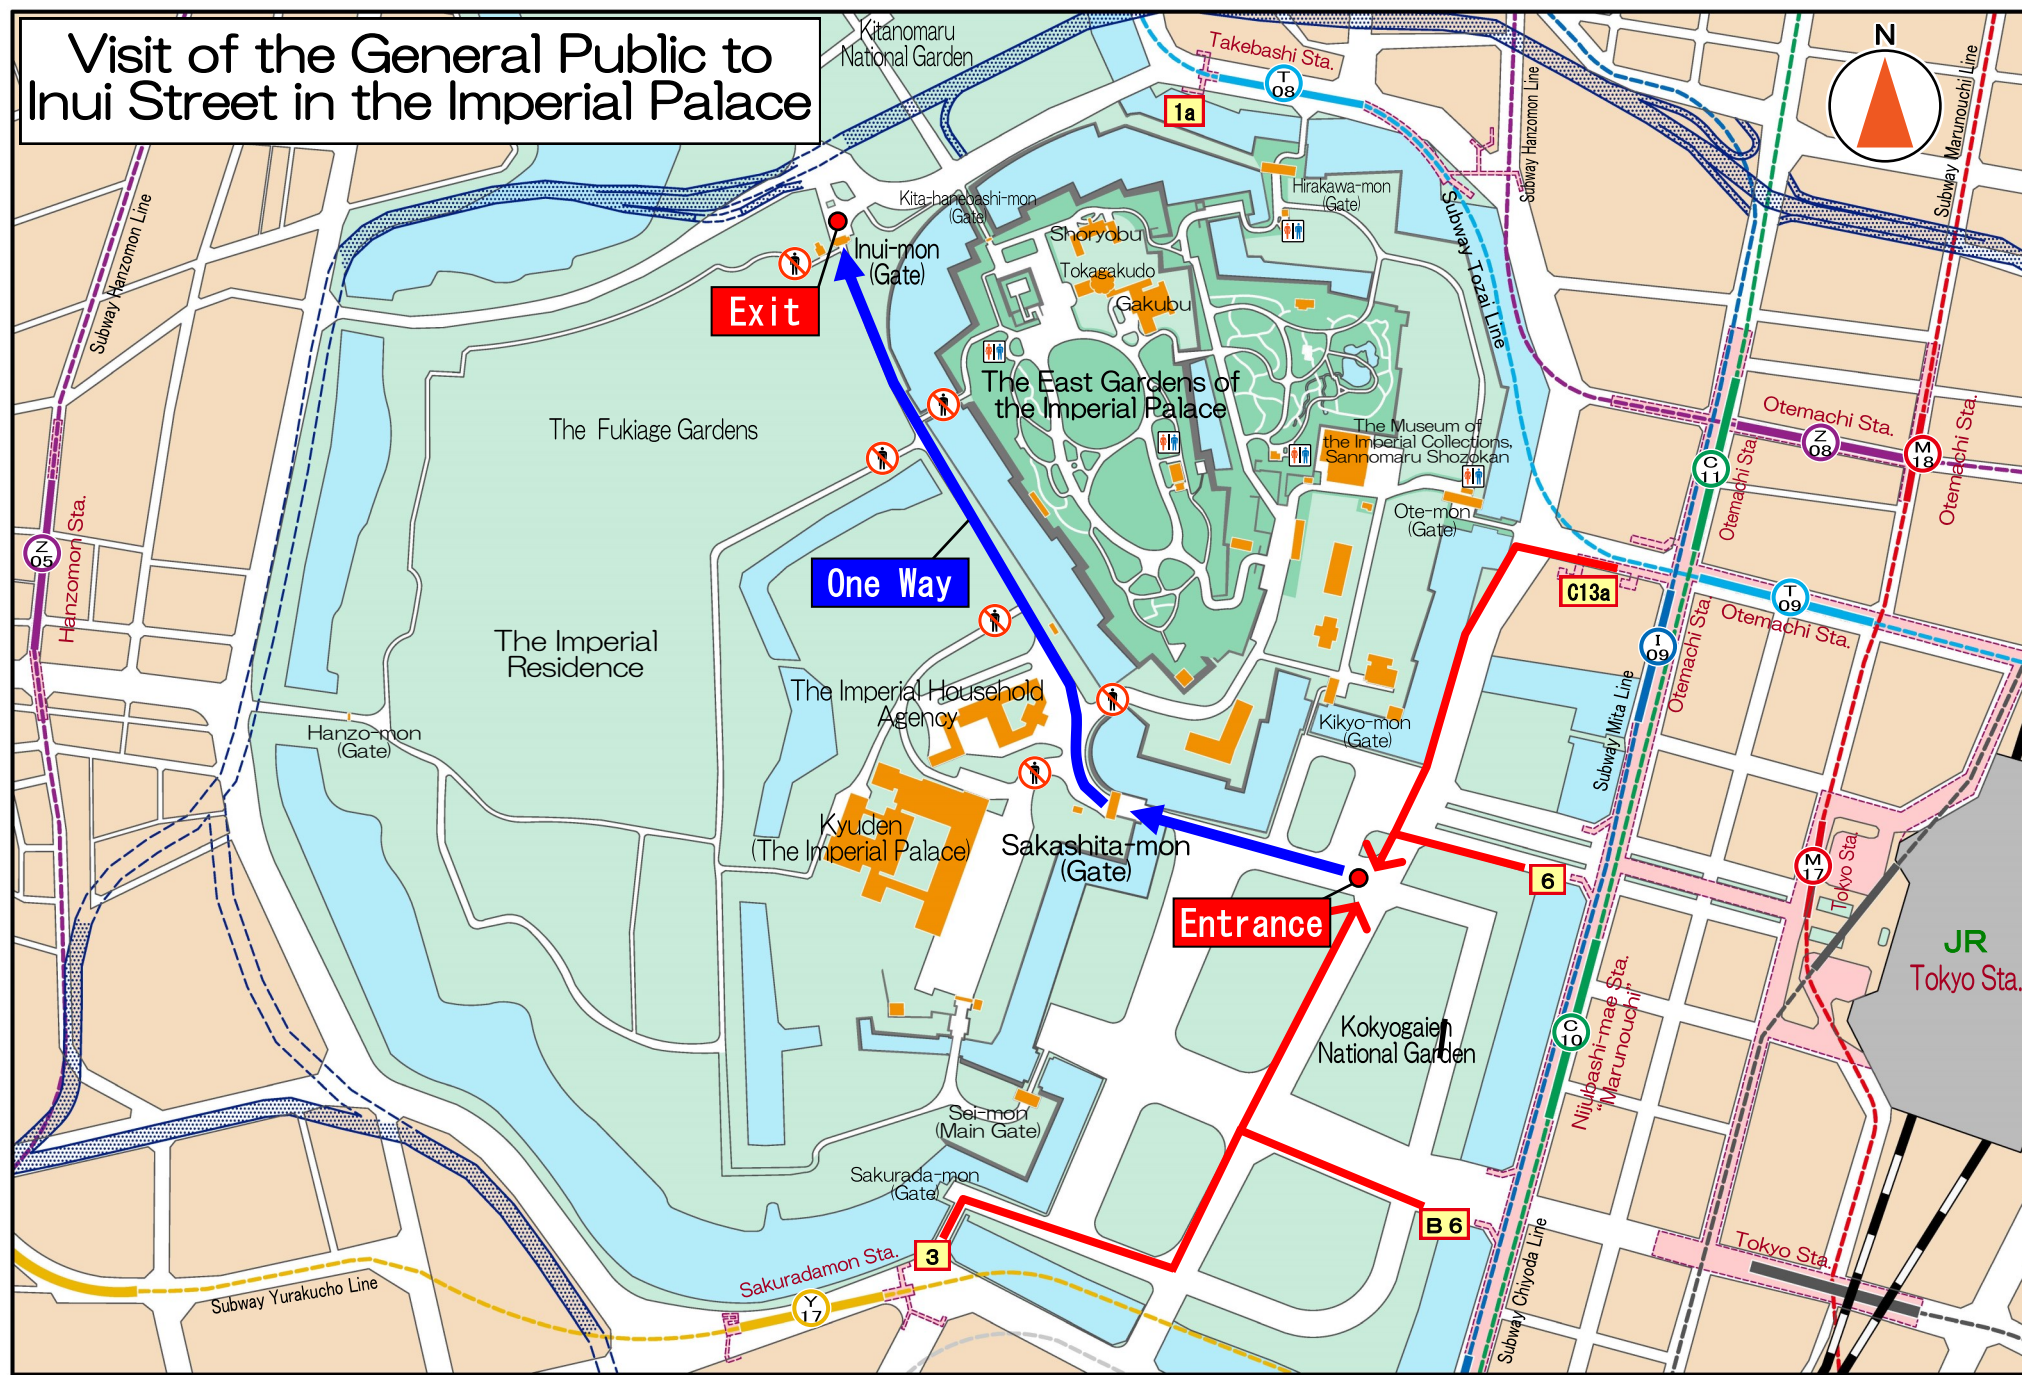 Visit of the General Public to
Inui Street in the Imperial Palace
Kitanomaru
National Garden
Takebashi Sta.
T
08
1a
N
Subway Hanzomon Line
Subway Marunouchi Line
Subway Hanzomon Line
Kita-hanebashi-mon
(Gate)
Hirakawa-mon
(Gate)
Inui-mon
(Gate)
Exit
Shoryobu
Tokagakudo
Gakubu
Subway Tozai Line
The East Gardens of
the Imperial Palace
The Fukiage Gardens
The Museum of
the Imperial Collections,
Sannomaru Shozokan
Otemachi Sta.
Z
08
M
18
Otemachi Sta.
C
11
Otemachi Sta.
Ote-mon
(Gate)
Z
05
Hanzomon Sta.
One Way
C13a
T
09
Otemachi Sta.
I
09
Otemachi Sta.
The Imperial
Residence
The Imperial Household
Agency
Subway Mita Line
Hanzo-mon
(Gate)
Kikyo-mon
(Gate)
Kyuden
(The Imperial Palace)
Sakashita-mon
(Gate)
6
M
17
Tokyo Sta.
Entrance
JR
Tokyo Sta.
Kokyogaien
National Garden
C
10
Nijubashi-mae Sta.
"Marunouchi"
Sei-mon
(Main Gate)
Sakurada-mon
(Gate)
3
B6
Sakuradamon Sta.
Y
17
Subway Yurakucho Line
Subway Chiyoda Line
Tokyo Sta.